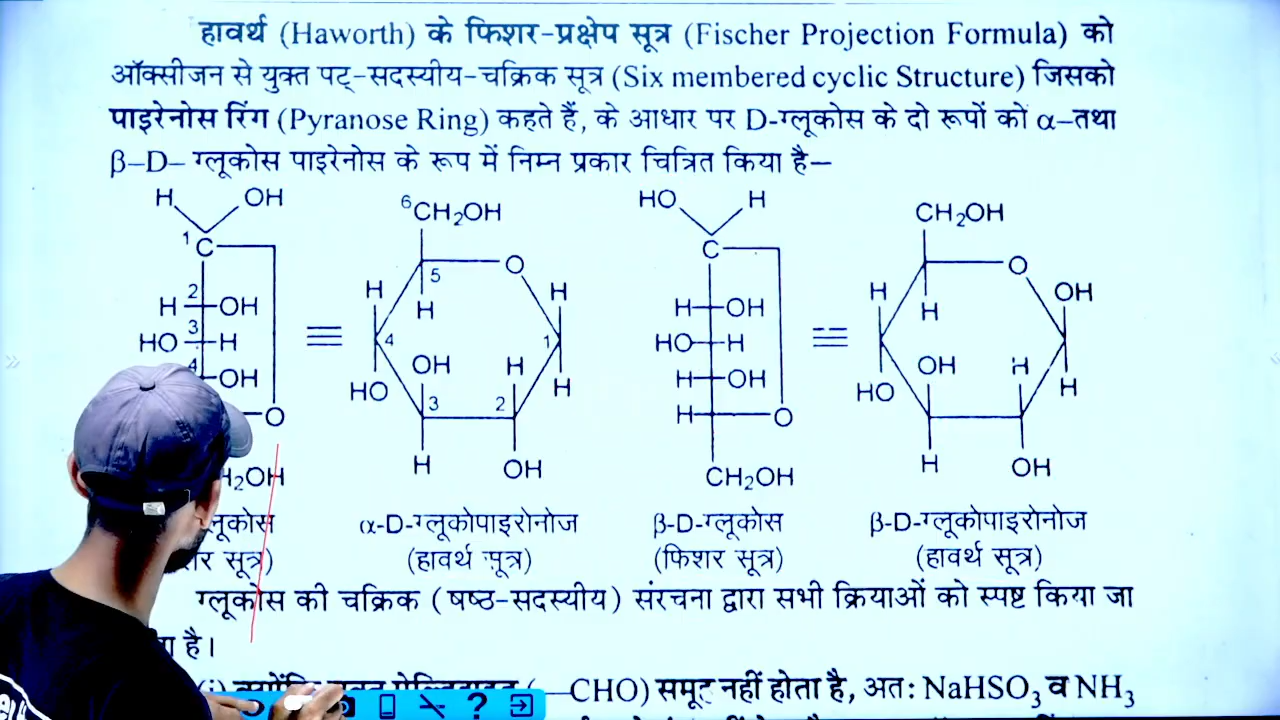 हावर्थ (Haworth) के फिशर-प्रक्षेप सूत्र (Fischer Projection Formula) को
ऑक्सीजन से युक्त षट्-सदस्यीय-चक्रिक सूत्र (Six membered cyclic Structure) जिसको
पाइरेनोस रिंग (Pyranose Ring) कहते हैं, के आधार पर D-ग्लूकोस के दो रूपों को α-तथा
β-D- ग्लूकोस पाइरेनोस के रूप में निम्न प्रकार चित्रित किया है-
H OH 6CH2OH HO H CH2OH
1 C O C O
5
2 H OH H H H OH H H OH
3 HO H 4 1 HO H
4 OH HO OH H H H OH HO OH H H
O 3 2 H O
H OH H OH
H2OH CH2OH
लूकोस α-D-ग्लूकोपाइरोनोज β-D-ग्लूकोस β-D-ग्लूकोपाइरोनोज
र सूत्र) (हावर्थ सूत्र) (फिशर सूत्र) (हावर्थ सूत्र)
ग्लूकोस की चक्रिक (षष्ठ-सदस्यीय) संरचना द्वारा सभी क्रियाओं को स्पष्ट किया जा
है।
(—CHO) समूह नहीं होता है, अत: NaHSO3 व NH3
?